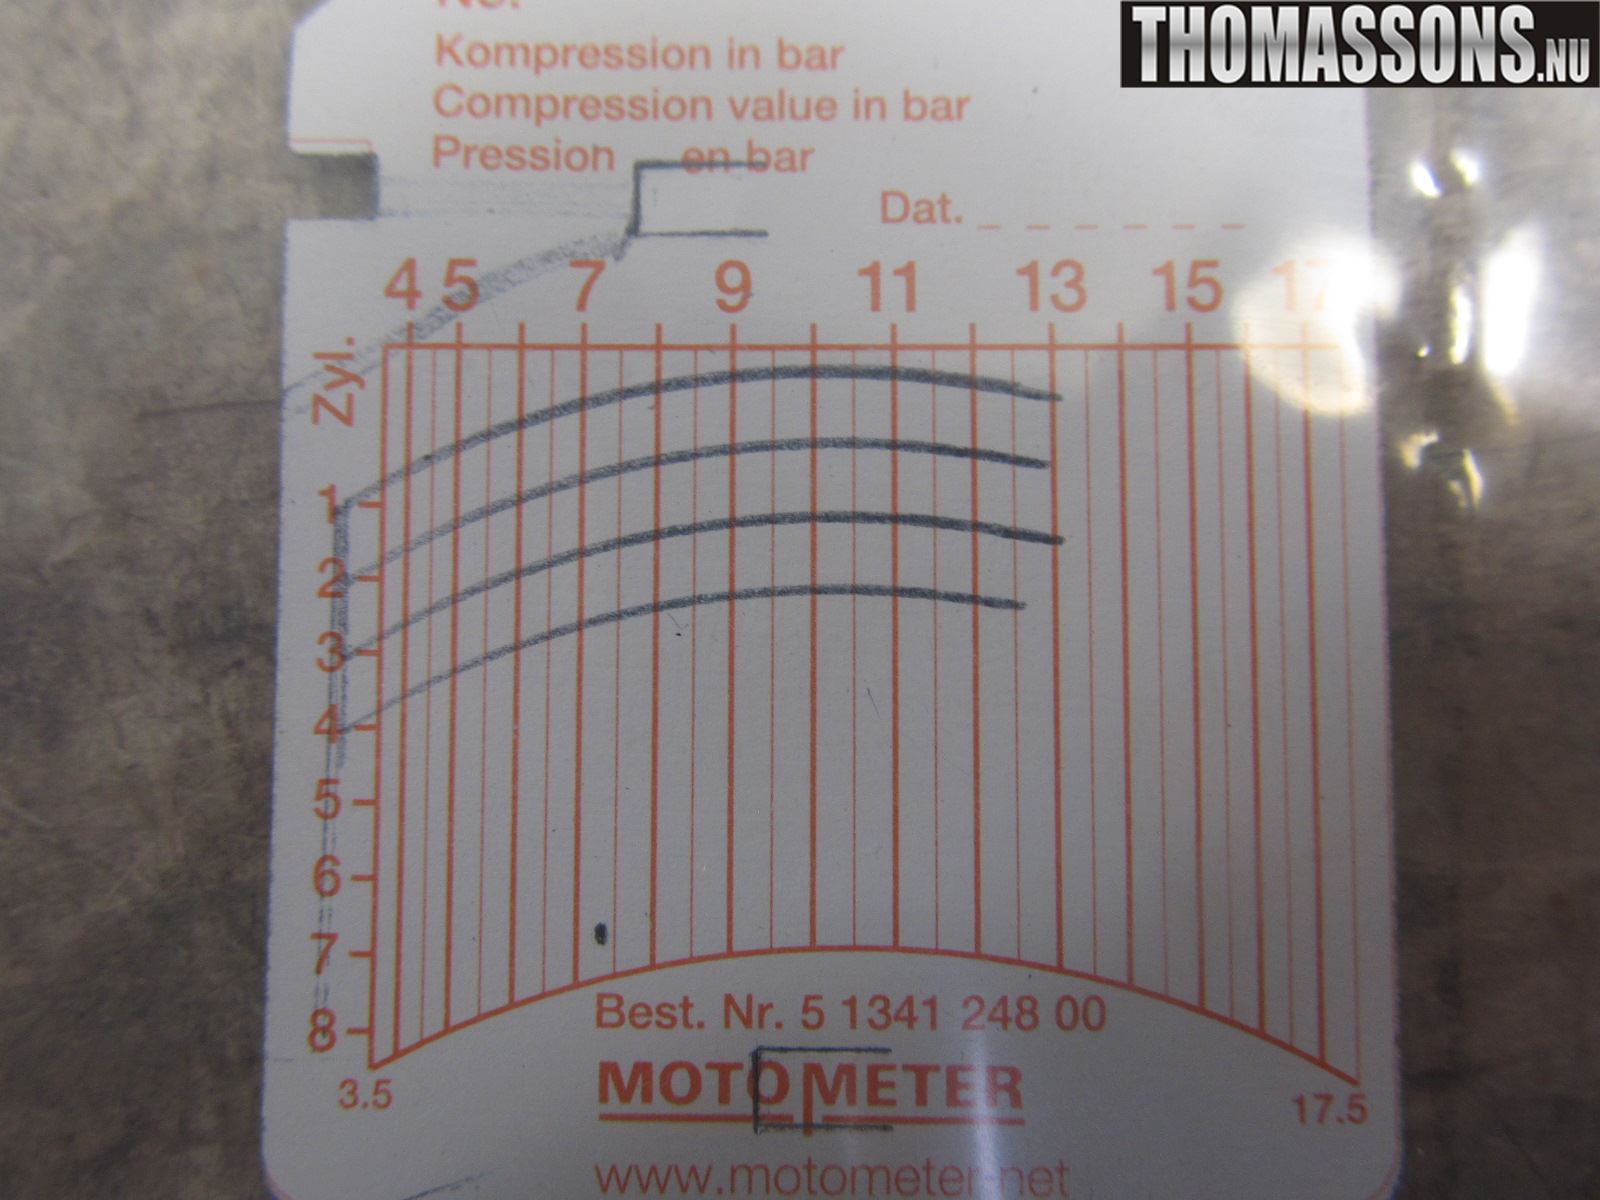 THOMASSONS.NU
No.
Kompression in bar
Compression value in bar
Pression en bar
Dat. _ _ _ _ _ _
4 5 7 9 11 13 15 17
Zyl.
1
2
3
4
5
6
7
8
3.5
17.5
Best. Nr. 5 1341 248 00
MOTOMETER
www.motometer.net